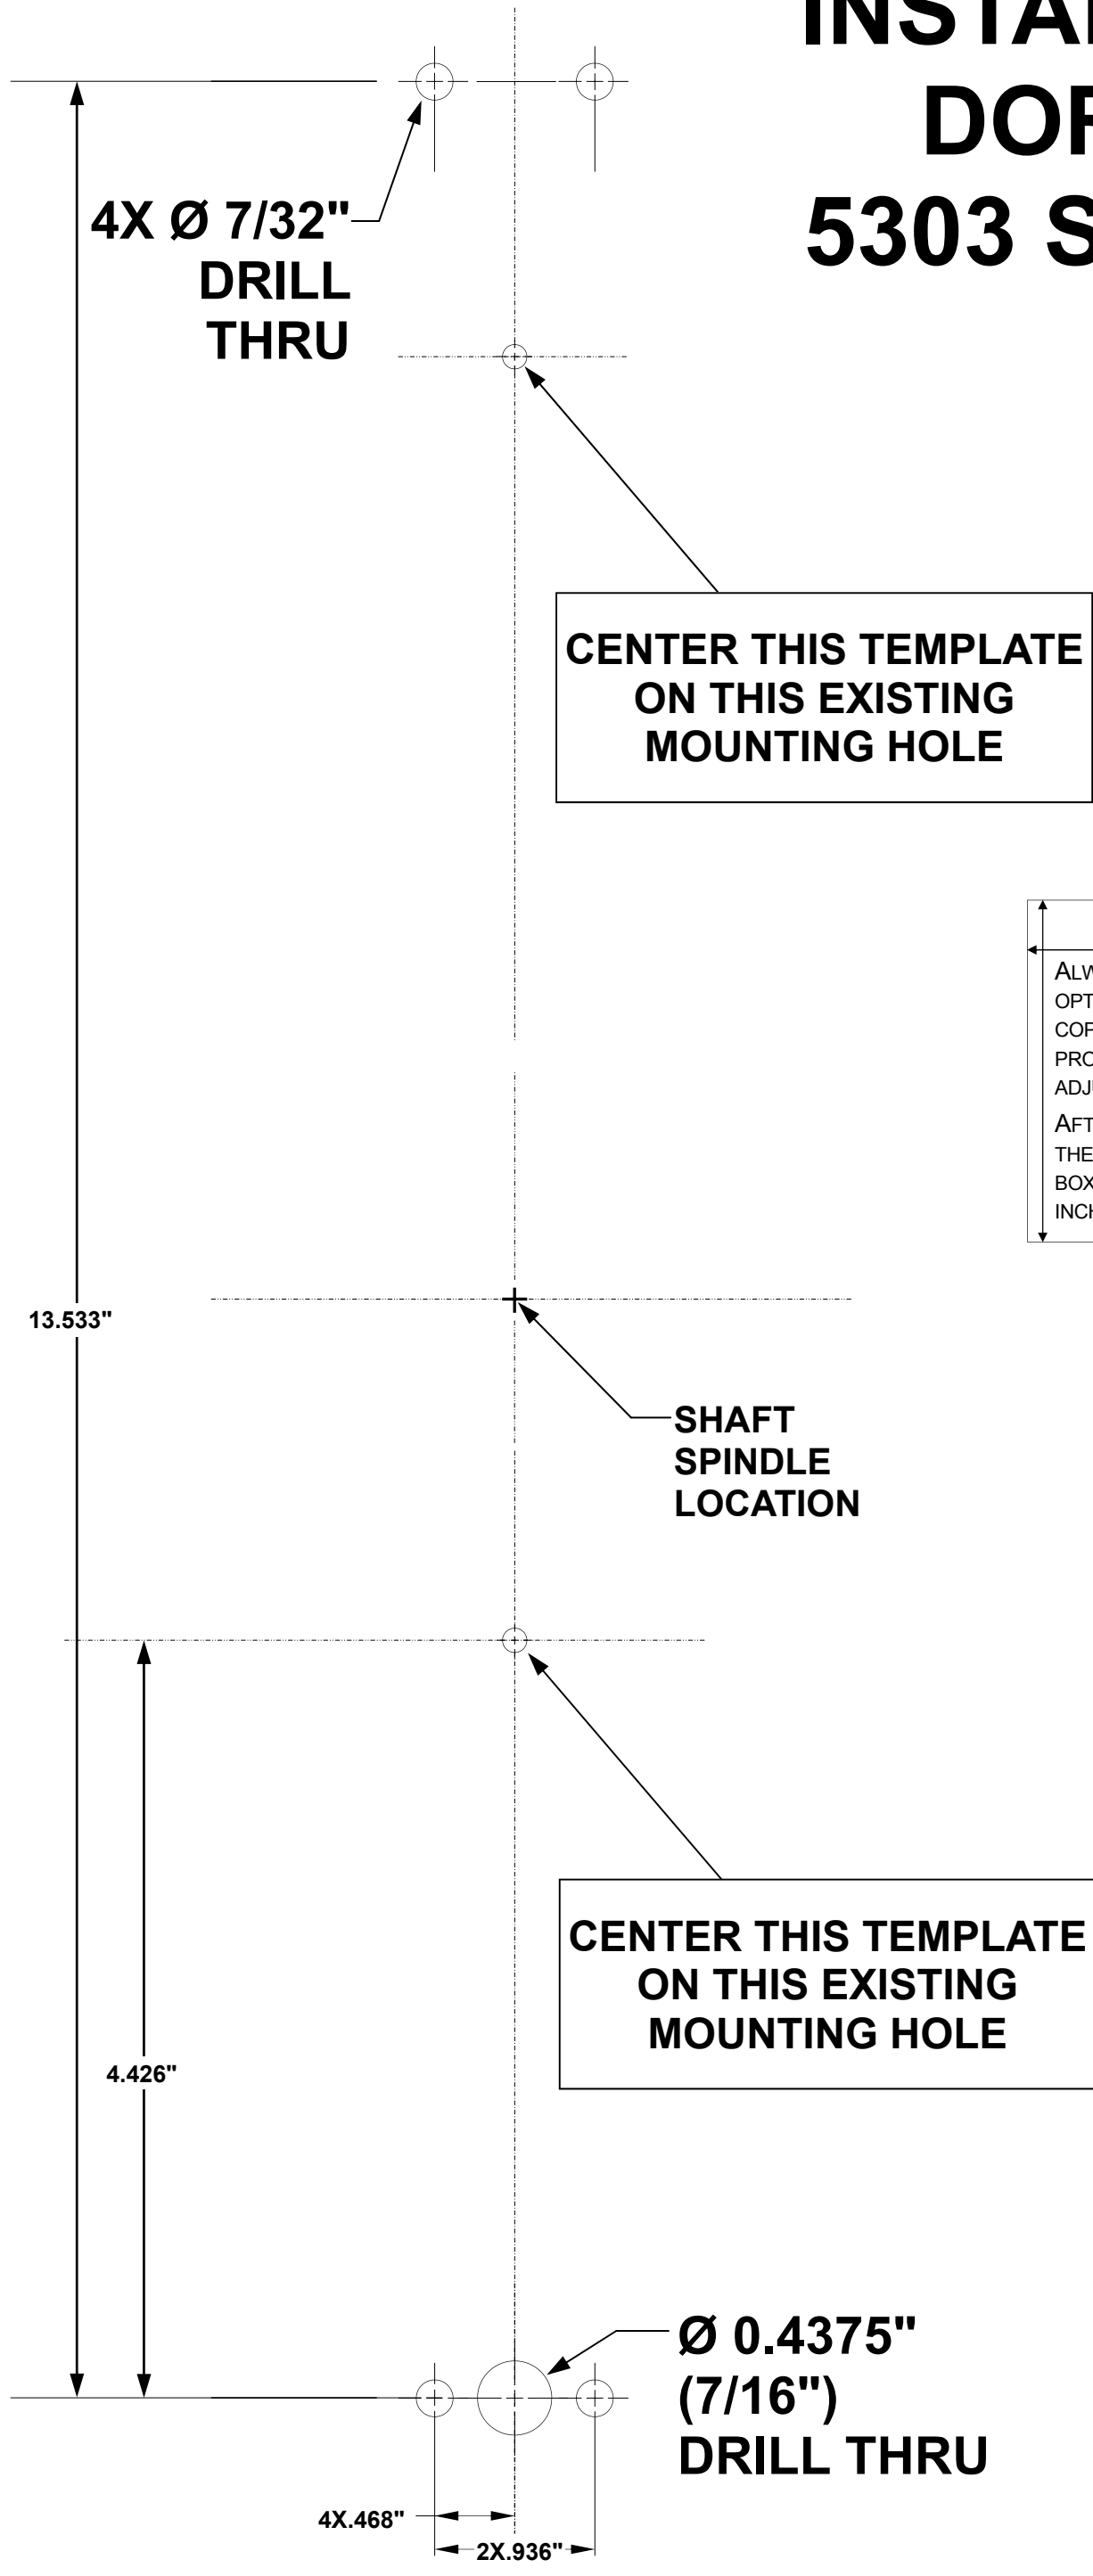 DOR
5303 S
4X Ø 7/32"
DRILL
THRU
CENTER THIS TEMPLATE
ON THIS EXISTING
MOUNTING HOLE
13.533"
SHAFT
SPINDLE
LOCATION
CENTER THIS TEMPLATE
ON THIS EXISTING
MOUNTING HOLE
4.426"
Ø 0.4375"
(7/16")
DRILL THRU
4X.468"
2X.936"